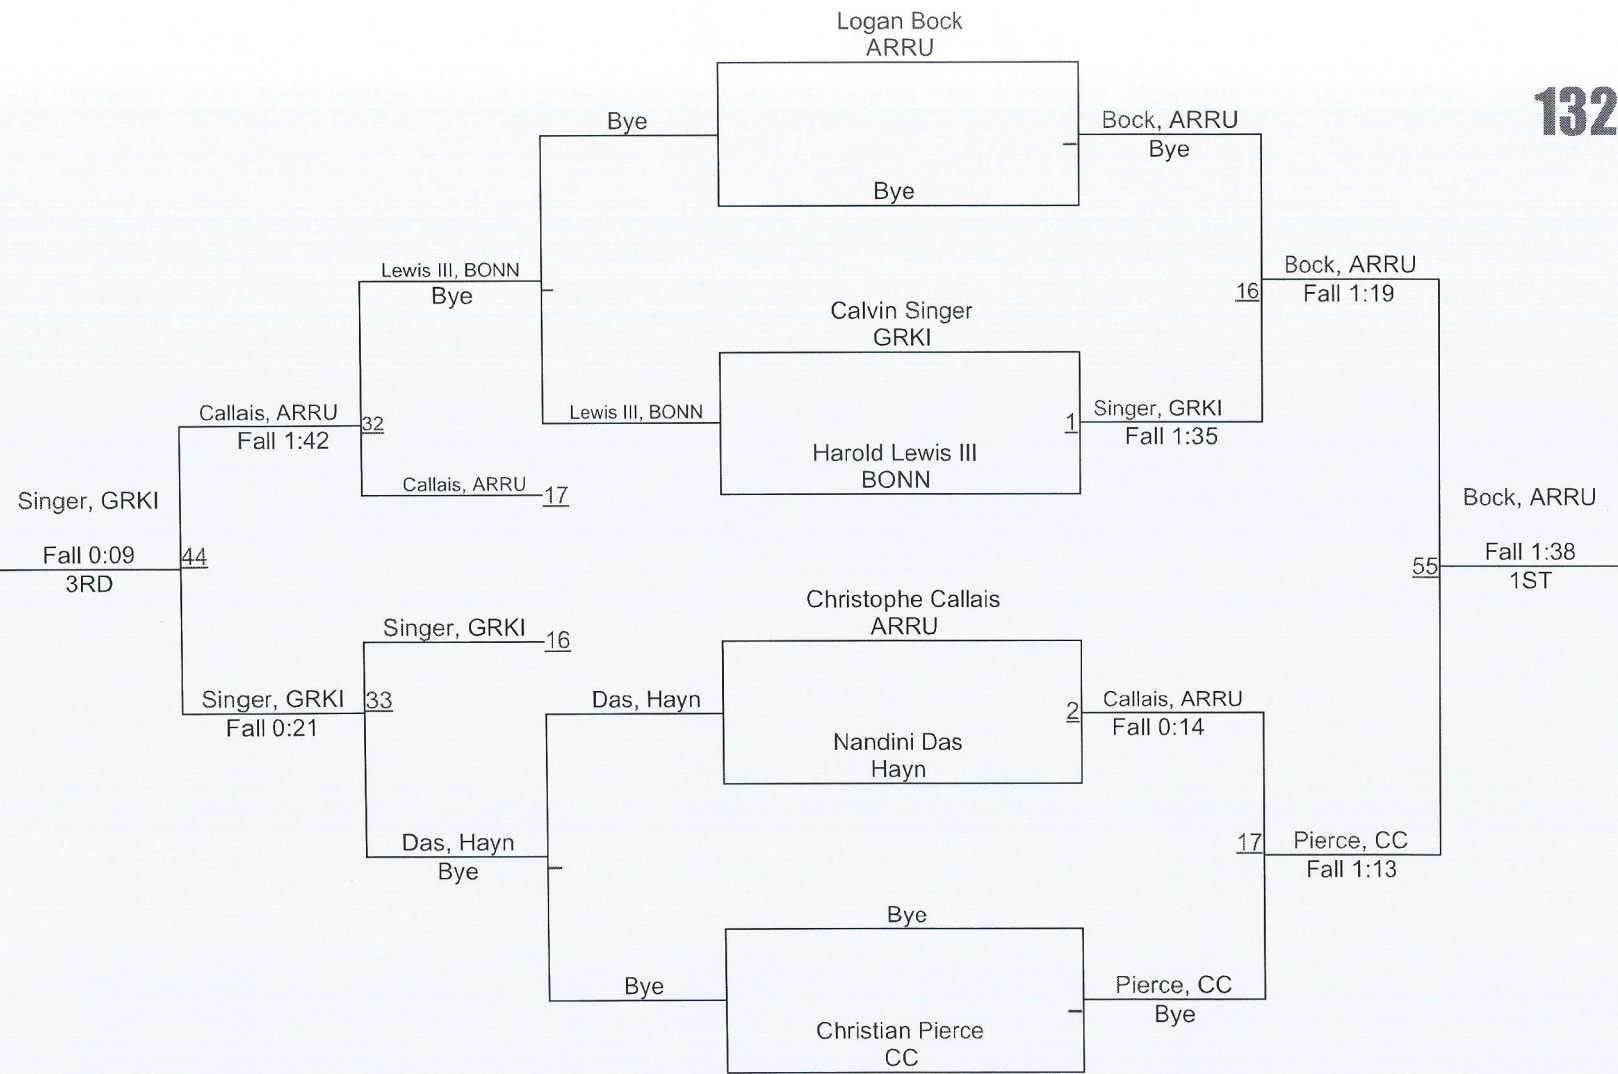 Logan Bock
ARRU
132
Bye
Bock, ARRU
Bye
Bye
Lewis III, BONN
Bye
Bock, ARRU
Fall 1:19
16
Calvin Singer
GRKI
Callais, ARRU
Fall 1:42
32
Lewis III, BONN
1
Singer, GRKI
Fall 1:35
Harold Lewis III
BONN
Callais, ARRU
17
Singer, GRKI
Fall 0:09
3RD
44
Bock, ARRU
Fall 1:38
1ST
55
Christophe Callais
ARRU
Singer, GRKI
16
Singer, GRKI
Fall 0:21
33
Das, Hayn
2
Callais, ARRU
Fall 0:14
Nandini Das
Hayn
Das, Hayn
Bye
17
Pierce, CC
Fall 1:13
Bye
Bye
Pierce, CC
Bye
Christian Pierce
CC